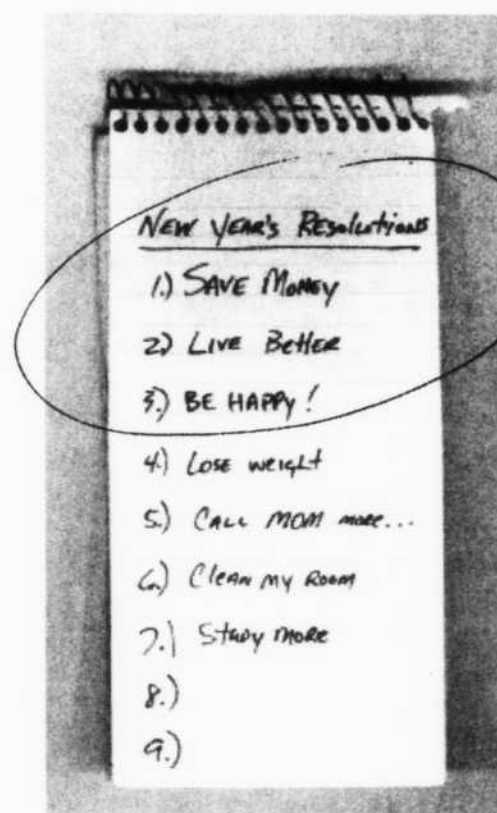 New Year's Resolutions
1.) Save Money
2.) Live Better
3.) Be Happy!
4.) Lose weight
5.) Call Mom more...
6.) Clean my Room
7.) Study more
8.)
9.)